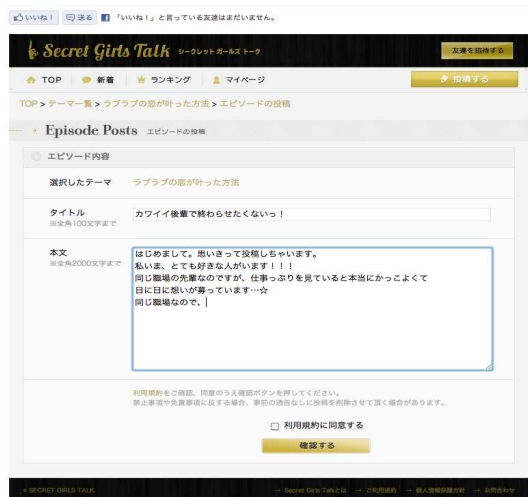 いいね！ 送る 「いいね！」と言っている友達はまだいません。
Secret Girls Talk シークレット ガールズ トーク 友達を招待する
TOP 新着 ランキング マイページ 投稿する
TOP > テーマ一覧 > ラブラブの恋が叶った方法 > エピソードの投稿
Episode Posts エピソードの投稿
エピソード内容
選択したテーマ ラブラブの恋が叶った方法
タイトル カワイイ後輩で終わらせたくないっ！
※全角100文字まで
本文 はじめまして。思いきって投稿しちゃいます。
※全角2000文字まで 私いま、とても好きな人がいます！！！
同じ職場の先輩なのですが、仕事っぷりを見ていると本当にかっこよくて
日に日に想いが募っています…☆
同じ職場なので、
利用規約をご確認、同意のうえ確認ボタンを押してください。
禁止事項や免責事項に反する場合、事前の通告なしに投稿を削除させて頂く場合があります。
利用規約に同意する
確認する
© SECRET GIRLS TALK → Secret Girls Talkとは → ご利用規約 → 個人情報保護方針 → お問合わせ